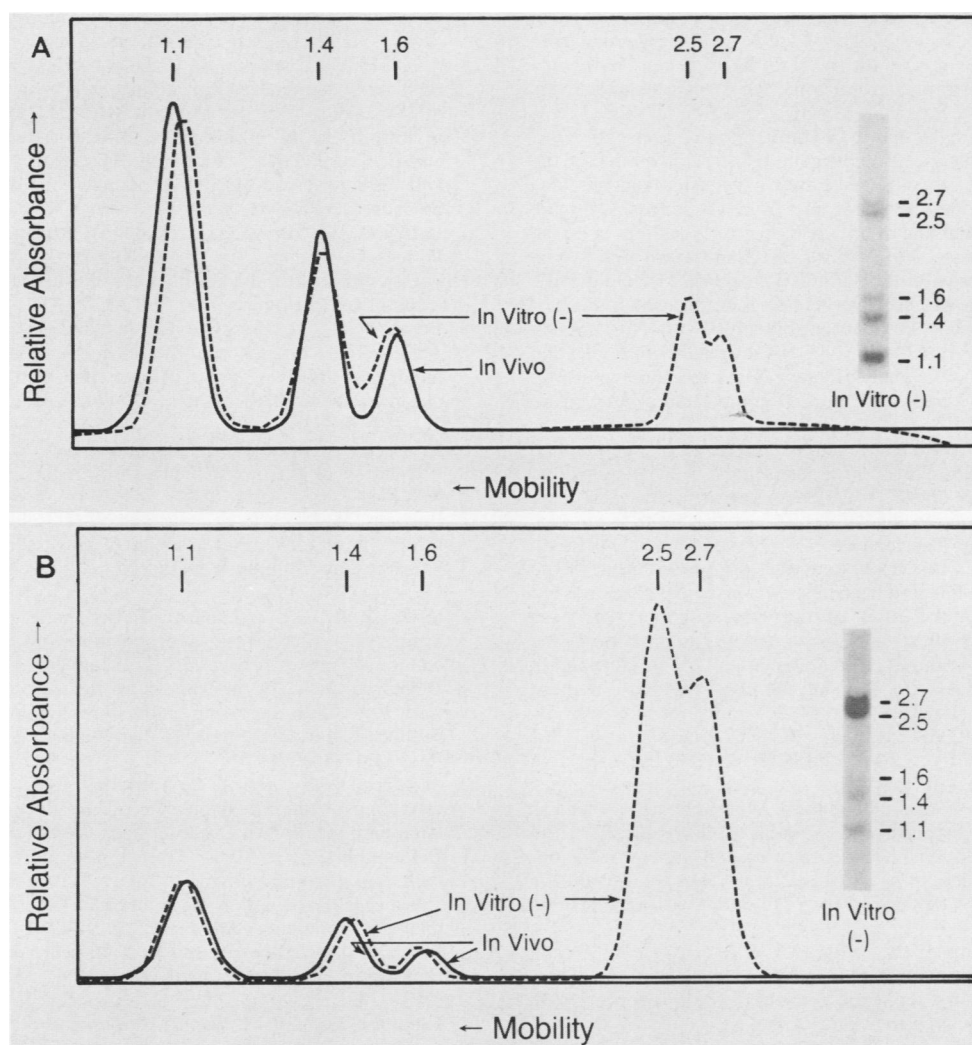 A
1.1 1.4 1.6 2.5 2.7
Relative Absorbance →
In Vitro (-)
In Vivo
2.7
2.5
1.6
1.4
1.1
In Vitro (-)
← Mobility
B
1.1 1.4 1.6 2.5 2.7
Relative Absorbance →
In Vitro (-)
In Vivo
2.7
2.5
1.6
1.4
1.1
In Vitro
(-)
← Mobility